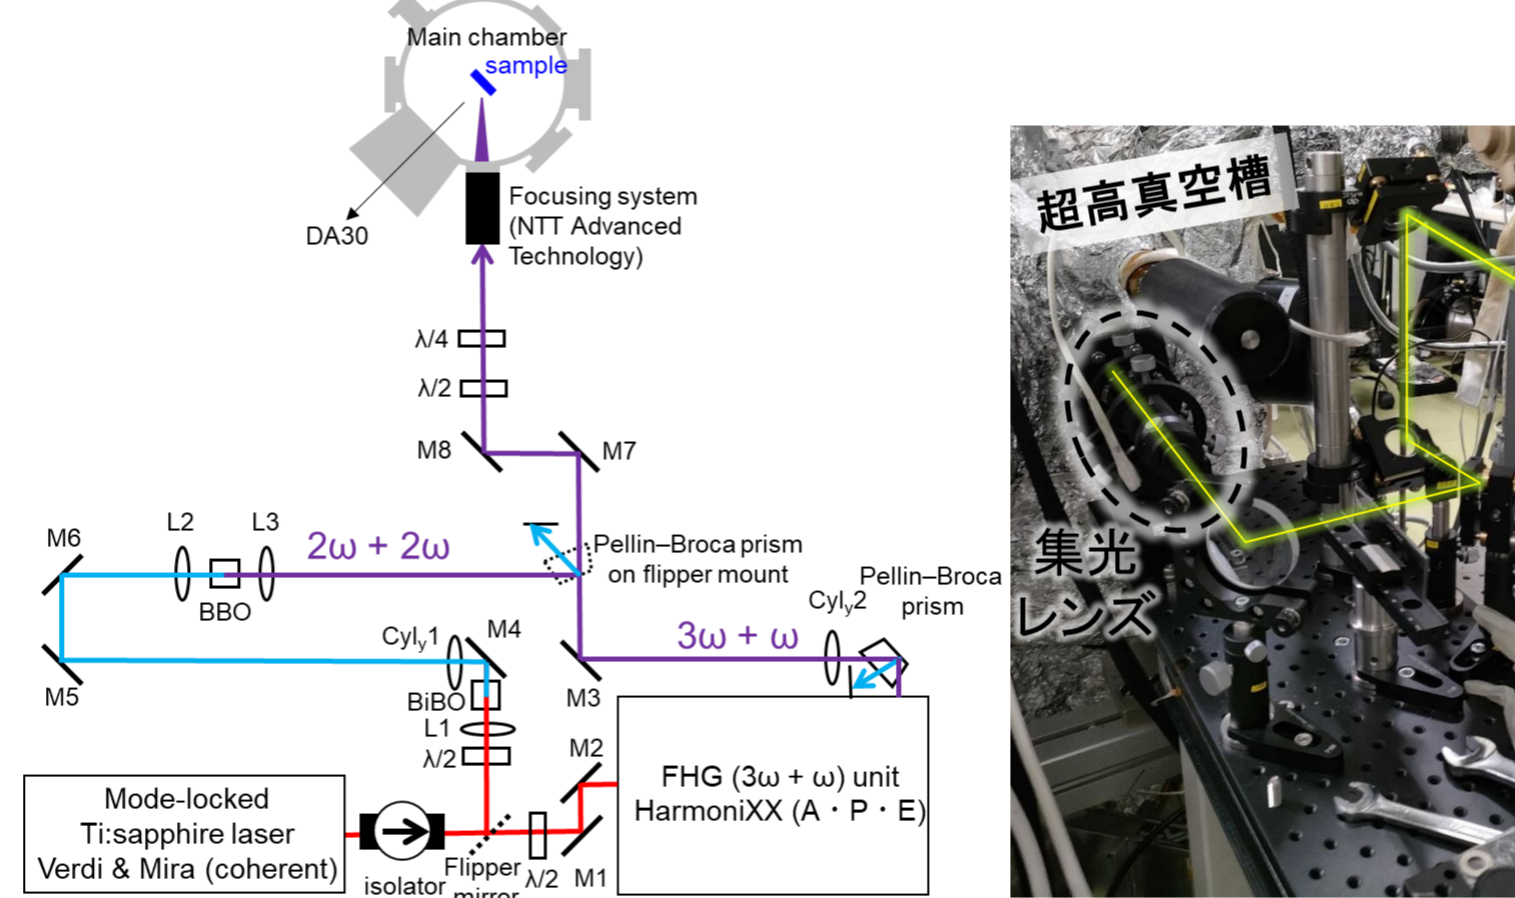 Main chamber
sample
DA30
Focusing system
(NTT Advanced
Technology)
λ/4
λ/2
M8
M7
M6
L2
L3
2ω + 2ω
BBO
Pellin–Broca prism
on flipper mount
Pellin–Broca
prism
Cyly2
3ω + ω
M3
Cyly1
M4
M5
BiBO
L1
λ/2
M2
FHG (3ω + ω) unit
HarmoniXX (A・P・E)
Mode-locked
Ti:sapphire laser
Verdi & Mira (coherent)
isolator
Flipper
mirror
λ/2
M1
超高真空槽
集光
レンズ